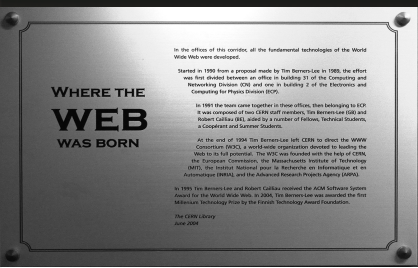 WHERE THE
WEB
WAS BORN
In the offices of this corridor, all the fundamental technologies of the World
Wide Web were developed.
Started in 1990 from a proposal made by Tim Berners-Lee in 1989, the effort
was first divided between an office in building 31 of the Computing and
Networking Division (CN) and one in building 2 of the Electronics and
Computing for Physics Division (ECP).
In 1991 the team came together in these offices, then belonging to ECP.
It was composed of two CERN staff members, Tim Berners-Lee (GB) and
Robert Cailliau (BE), aided by a number of Fellows, Technical Students,
a Coopérant and Summer Students.
At the end of 1994 Tim Berners-Lee left CERN to direct the WWW
Consortium (W3C), a world-wide organization devoted to leading the
Web to its full potential. The W3C was founded with the help of CERN,
the European Commission, the Massachusetts Institute of Technology
(MIT), the Institut National pour la Recherche en Informatique et en
Automatique (INRIA), and the Advanced Research Projects Agency (ARPA).
In 1995 Tim Berners-Lee and Robert Cailliau received the ACM Software System
Award for the World Wide Web. In 2004, Tim Berners-Lee was awarded the first
Millennium Technology Prize by the Finnish Technology Award Foundation.
The CERN Library
June 2004